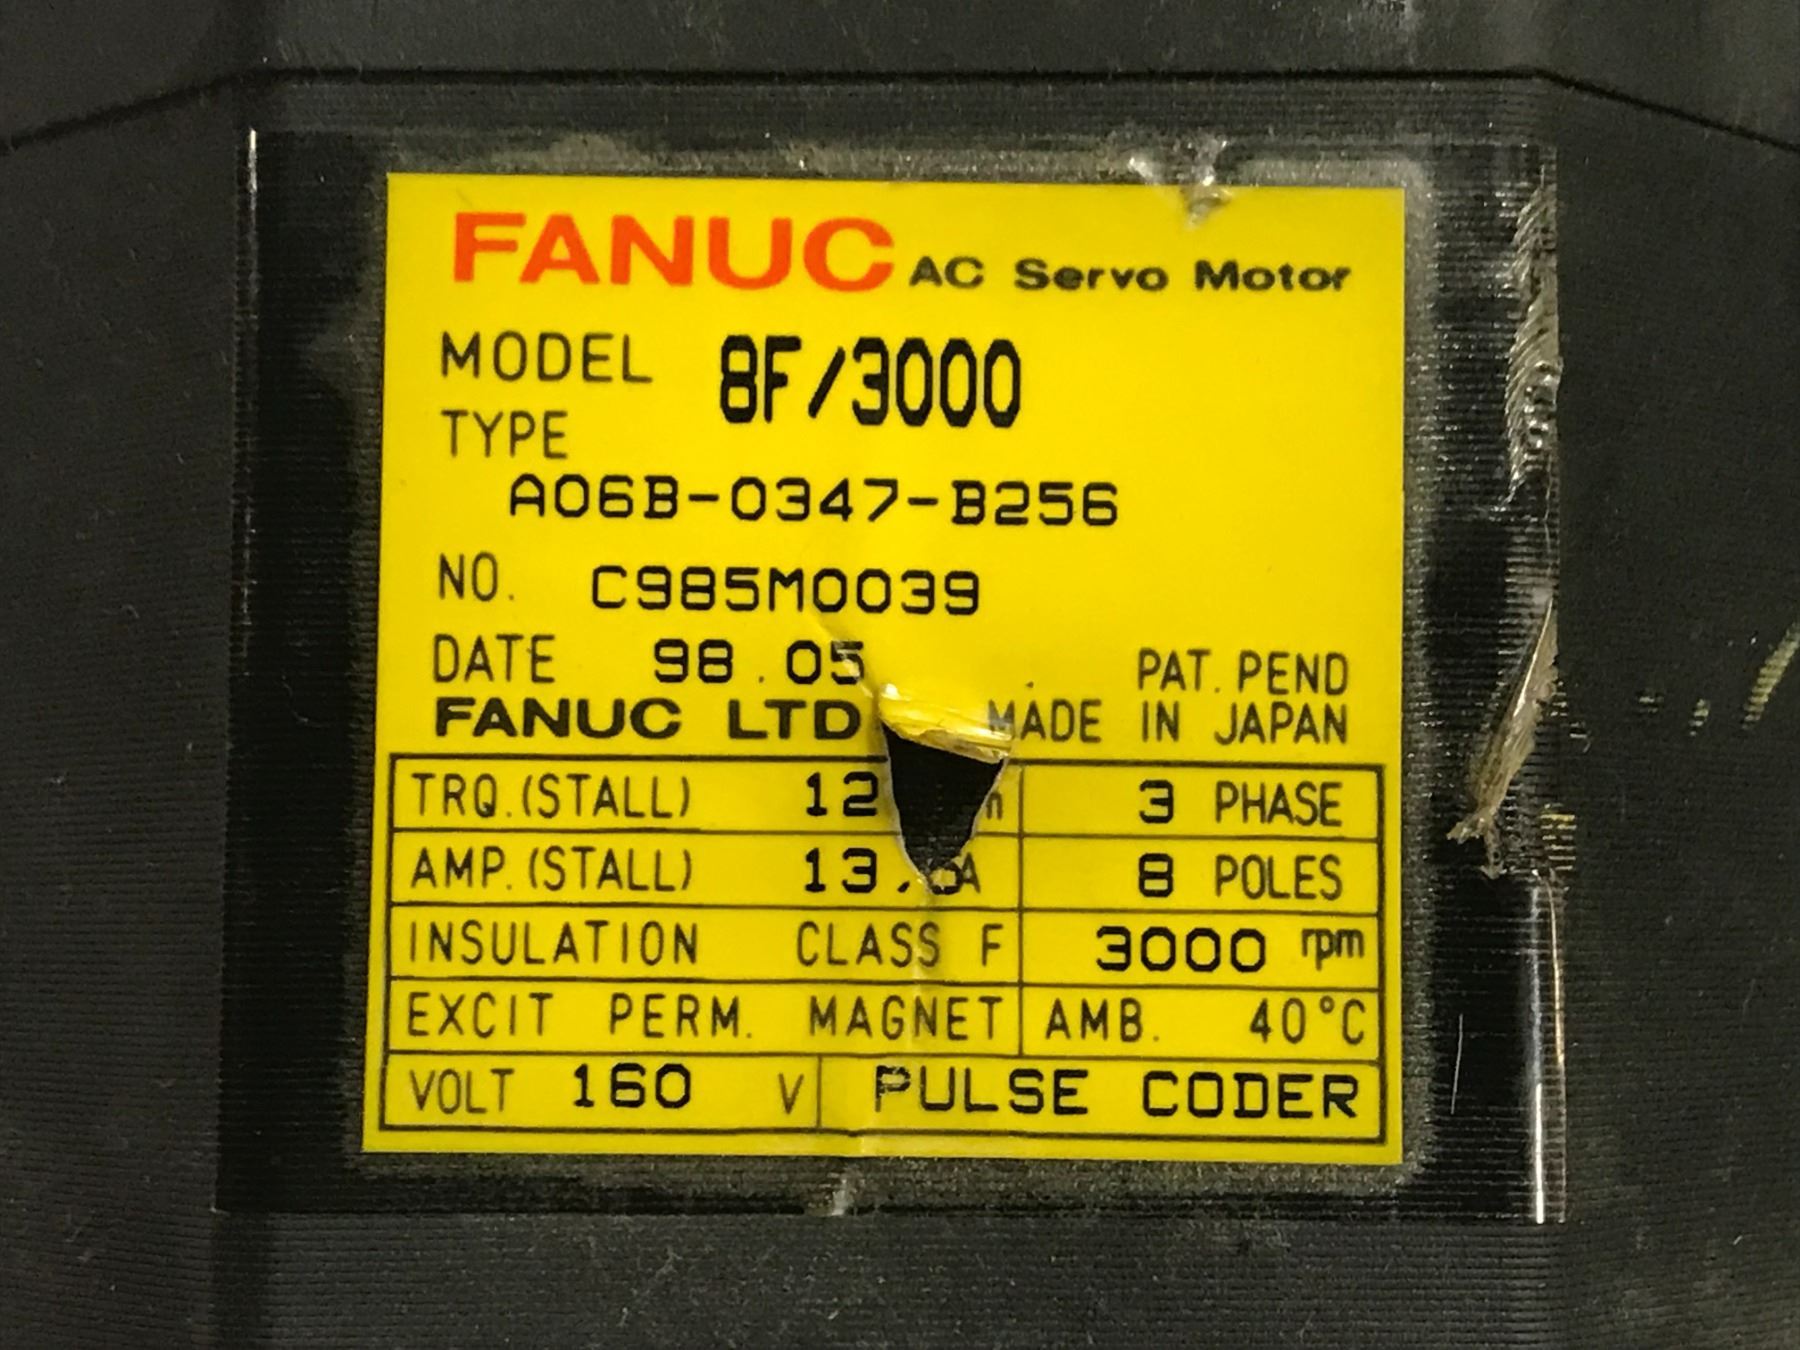 FANUC AC Servo Motor
MODEL 8F/3000
TYPE
A06B-0347-B256
NO. C985M0039
DATE 98.05 PAT. PEND
FANUC LTD MADE IN JAPAN
TRQ.(STALL) 12 3 PHASE
AMP.(STALL) 8 POLES
INSULATION CLASS F 3000 rpm
EXCIT PERM. MAGNET AMB. 40°C
VOLT 160 V PULSE CODER